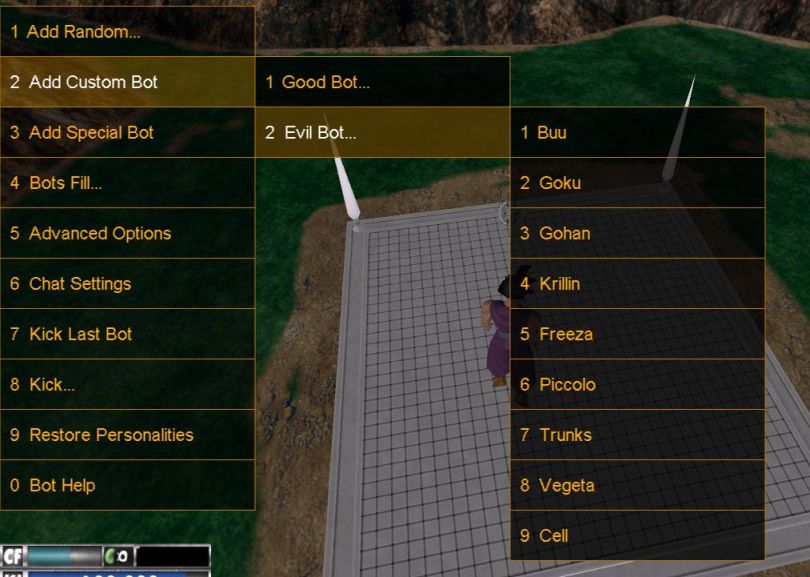 1 Add Random...
2 Add Custom Bot
3 Add Special Bot
4 Bots Fill...
5 Advanced Options
6 Chat Settings
7 Kick Last Bot
8 Kick...
9 Restore Personalities
0 Bot Help
1 Good Bot...
2 Evil Bot...
1 Buu
2 Goku
3 Gohan
4 Krillin
5 Freeza
6 Piccolo
7 Trunks
8 Vegeta
9 Cell
CF